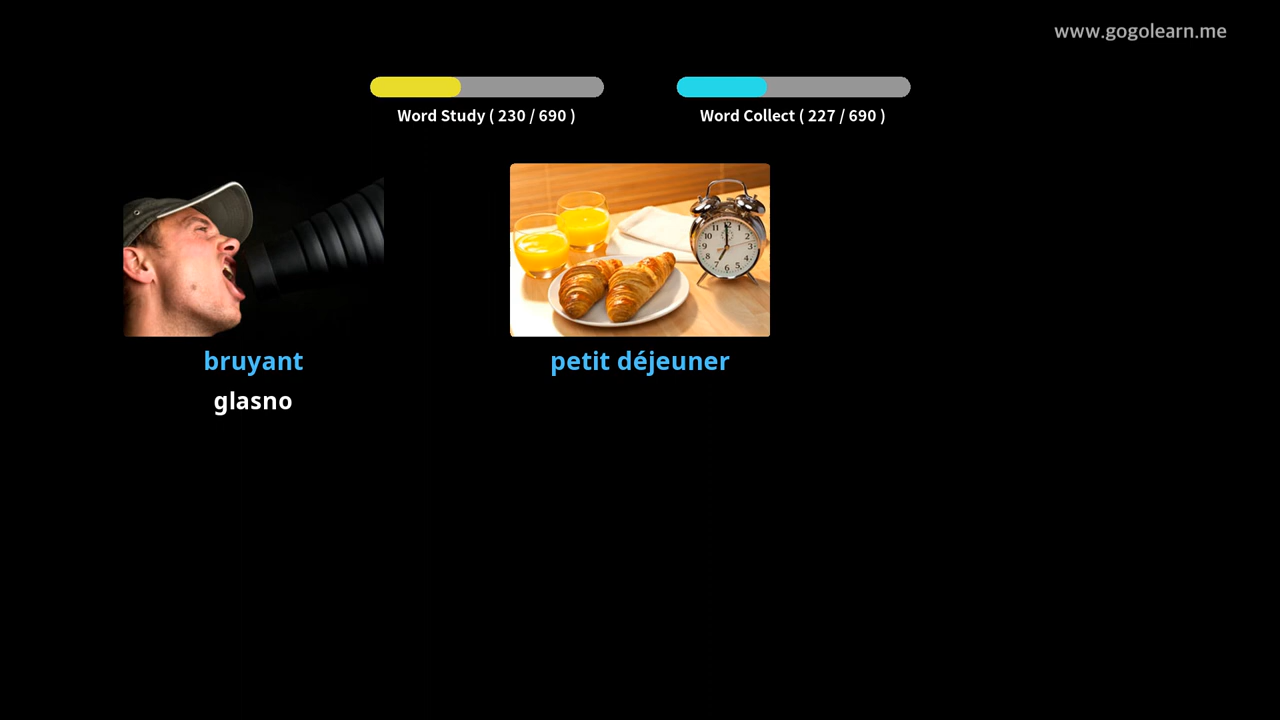 www.gogolearn.me
Word Study ( 230 / 690 )
Word Collect ( 227 / 690 )
bruyant
glasno
petit déjeuner